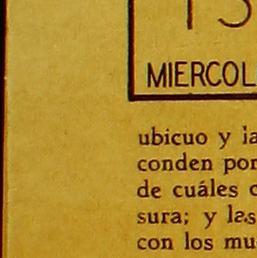 MIERCOL
ubicuo y la
conden por
de cuáles
sura; y las
con los mu